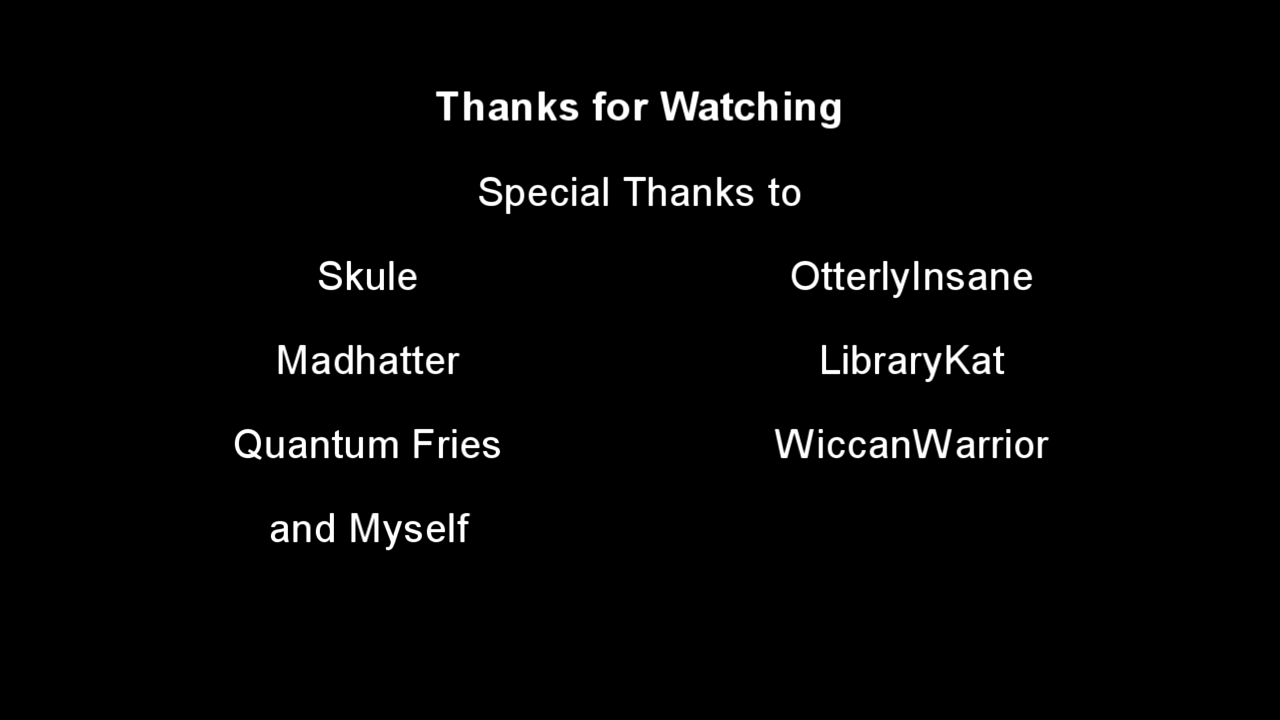 Thanks for Watching
Special Thanks to
Skule
OtterlyInsane
Madhatter
LibraryKat
Quantum Fries
WiccanWarrior
and Myself